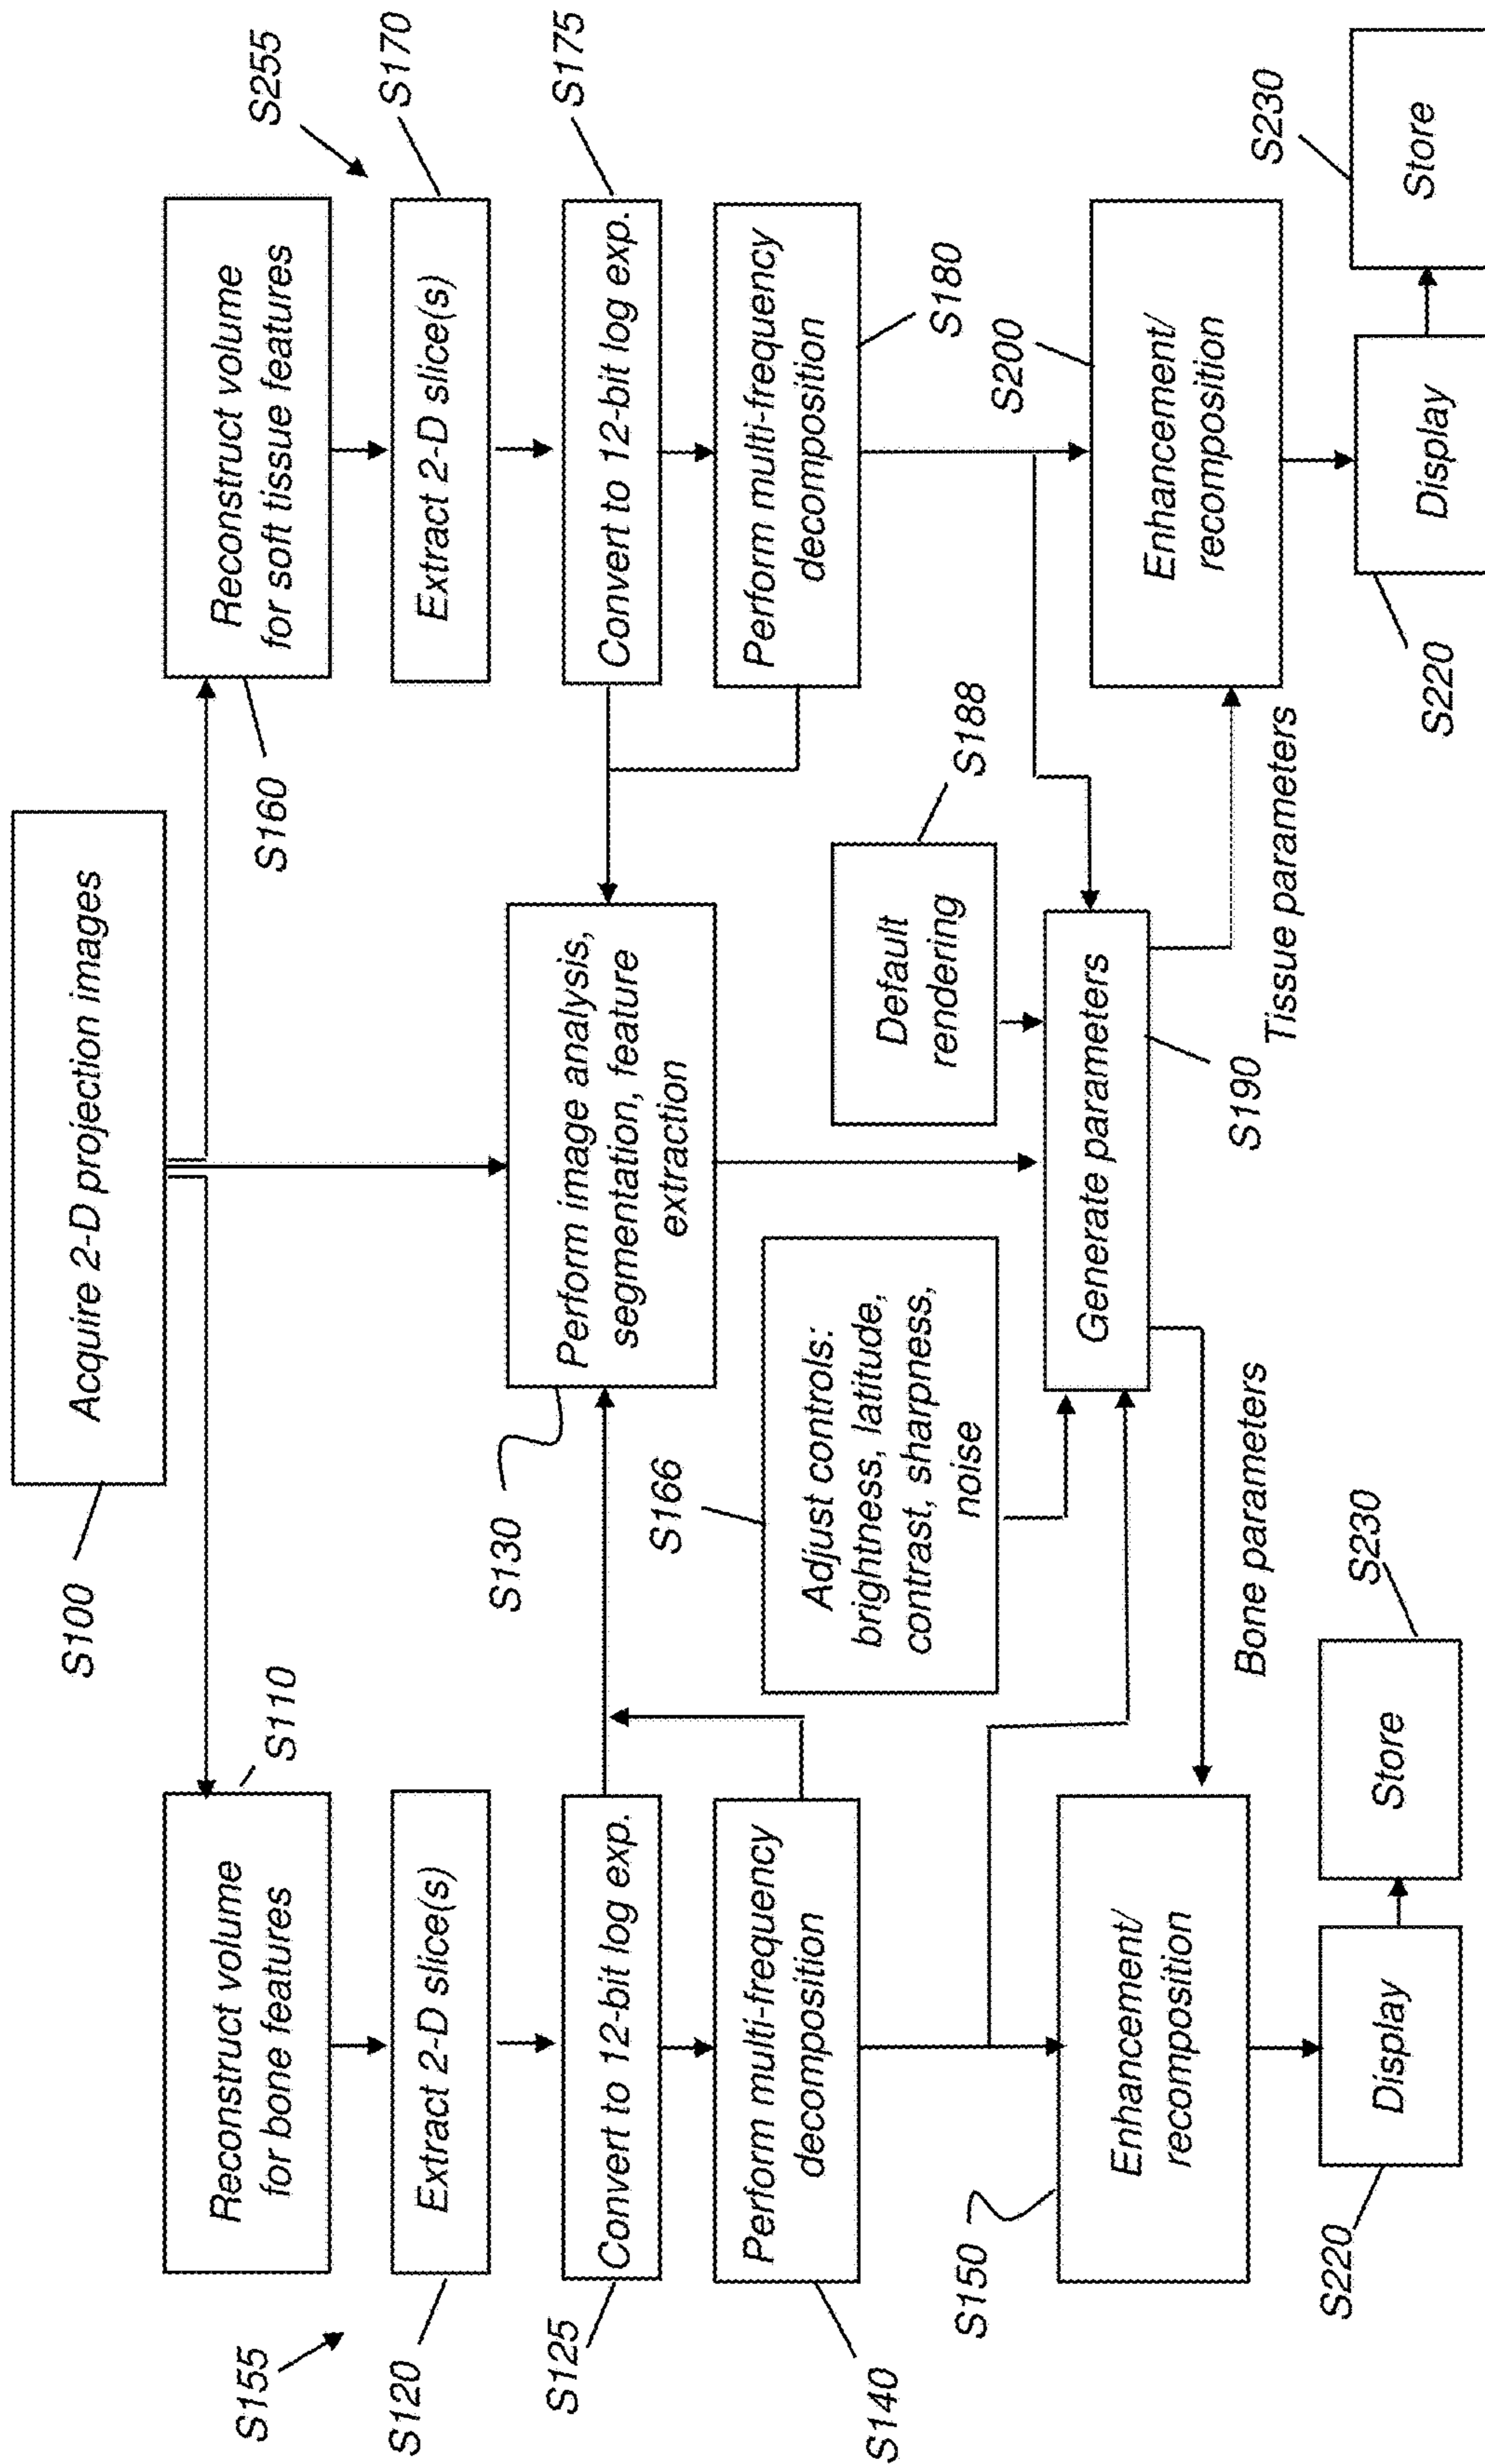 Acquire 2-D projection images
S100
S110
S160
S155
S255
Reconstruct volume
for bone features
Reconstruct volume
for soft tissue features
S120
Extract 2-D slice(s)
Extract 2-D slice(s)
S170
S125
Convert to 12-bit log exp.
Convert to 12-bit log exp.
S175
S130
Perform image analysis,
segmentation, feature
extraction
S140
Perform multi-frequency
decomposition
Perform multi-frequency
decomposition
S180
S166
Adjust controls:
brightness, latitude,
contrast, sharpness,
noise
Default
rendering
S188
S150
Enhancement/
recomposition
Generate parameters
S190
S200
Enhancement/
recomposition
Bone parameters
Tissue parameters
S220
Display
Store
S230
S220
Display
Store
S230